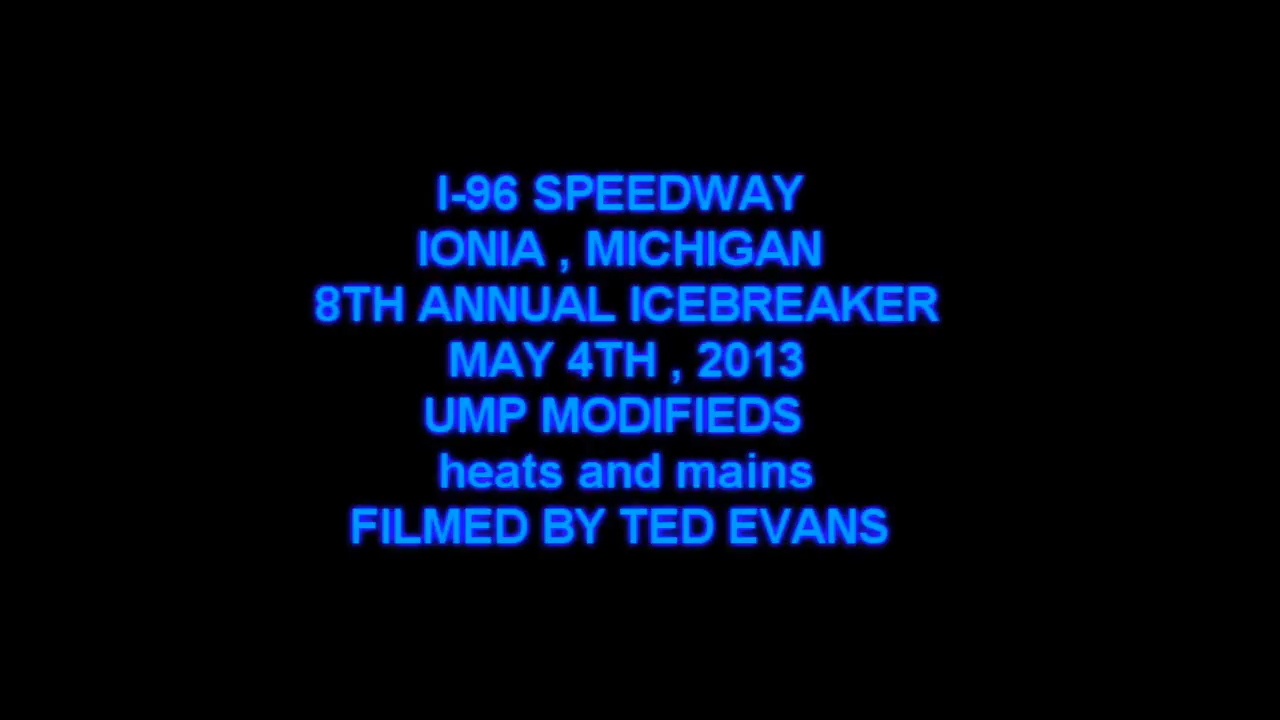 I-96 SPEEDWAY
IONIA , MICHIGAN
8TH ANNUAL ICEBREAKER
MAY 4TH , 2013
UMP MODIFIEDS
heats and mains
FILMED BY TED EVANS